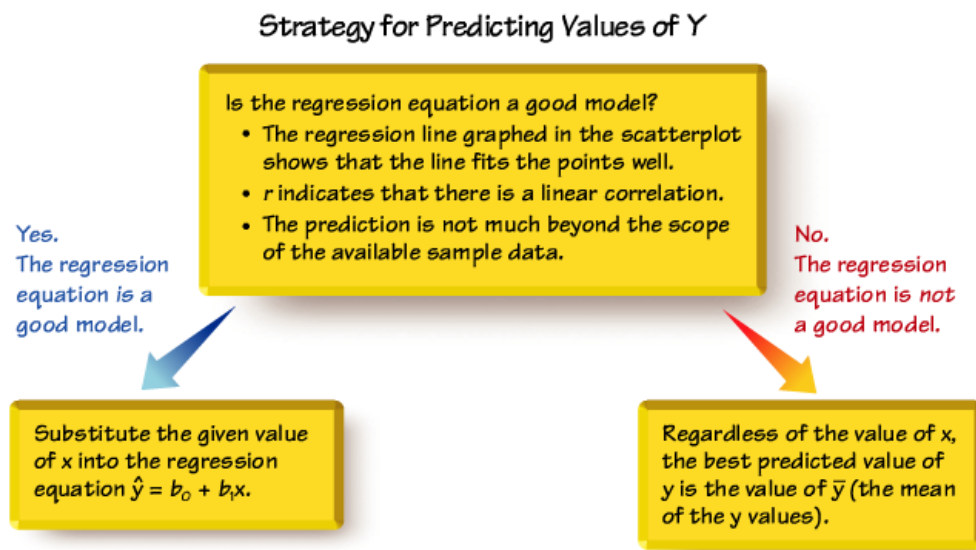 Strategy for Predicting Values of Y
Is the regression equation a good model?
• The regression line graphed in the scatterplot
shows that the line fits the points well.
• r indicates that there is a linear correlation.
• The prediction is not much beyond the scope
of the available sample data.
Yes.
The regression
equation is a
good model.
No.
The regression
equation is not
a good model.
Substitute the given value
of x into the regression
equation ŷ = b₀ + b₁x.
Regardless of the value of x,
the best predicted value of
y is the value of ȳ (the mean
of the y values).